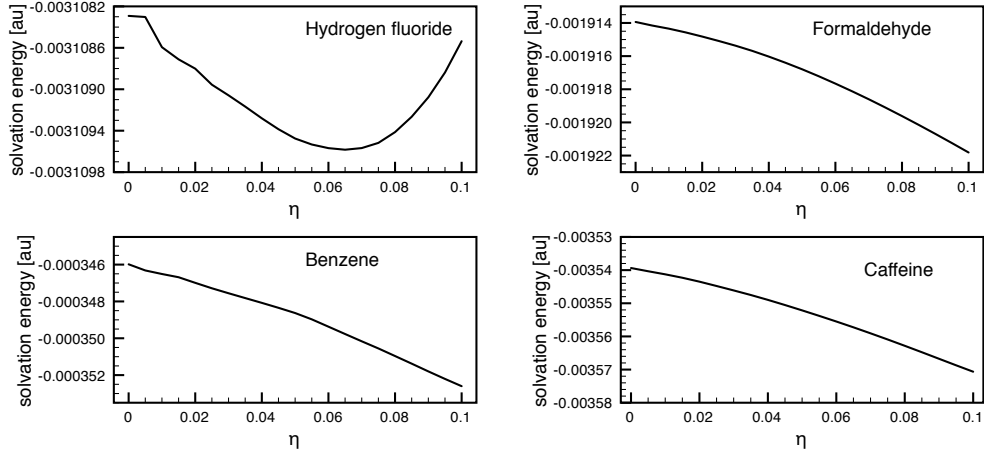 Hydrogen fluoride
solvation energy [au]
-0.0031082
-0.0031086
-0.0031090
-0.0031094
-0.0031098
0 0.02 0.04 0.06 0.08 0.1
η
Formaldehyde
solvation energy [au]
-0.001914
-0.001916
-0.001918
-0.001920
-0.001922
0 0.02 0.04 0.06 0.08 0.1
η
Benzene
solvation energy [au]
-0.000346
-0.000348
-0.000350
-0.000352
0 0.02 0.04 0.06 0.08 0.1
η
Caffeine
solvation energy [au]
-0.00353
-0.00354
-0.00355
-0.00356
-0.00357
-0.00358
0 0.02 0.04 0.06 0.08 0.1
η